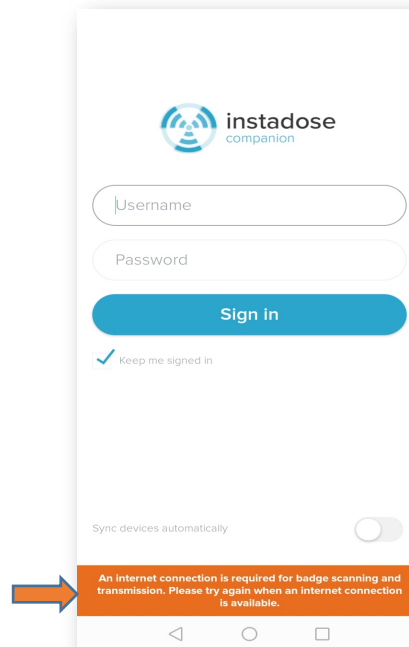 instadose
companion
Username
Password
Sign in
Keep me signed in
Sync devices automatically
An internet connection is required for badge scanning and
transmission. Please try again when an internet connection
is available.